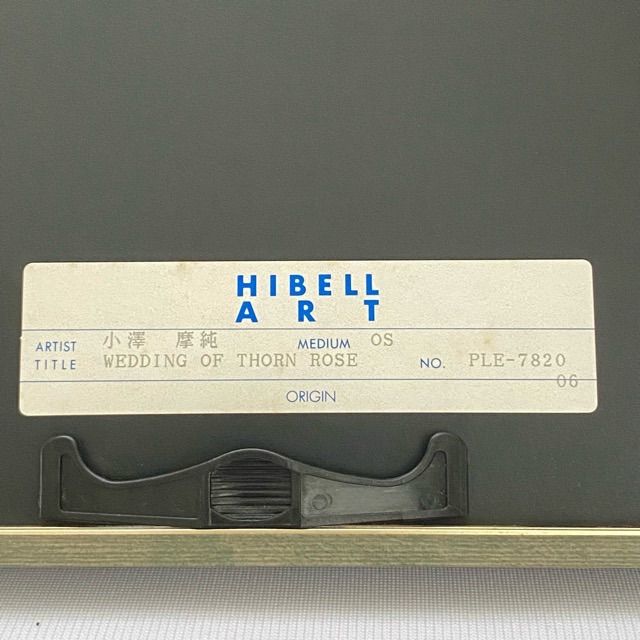 HIBELL
ART
ARTIST 小澤 摩純 MEDIUM OS
TITLE WEDDING OF THORN ROSE NO. PLE-7820
06
ORIGIN